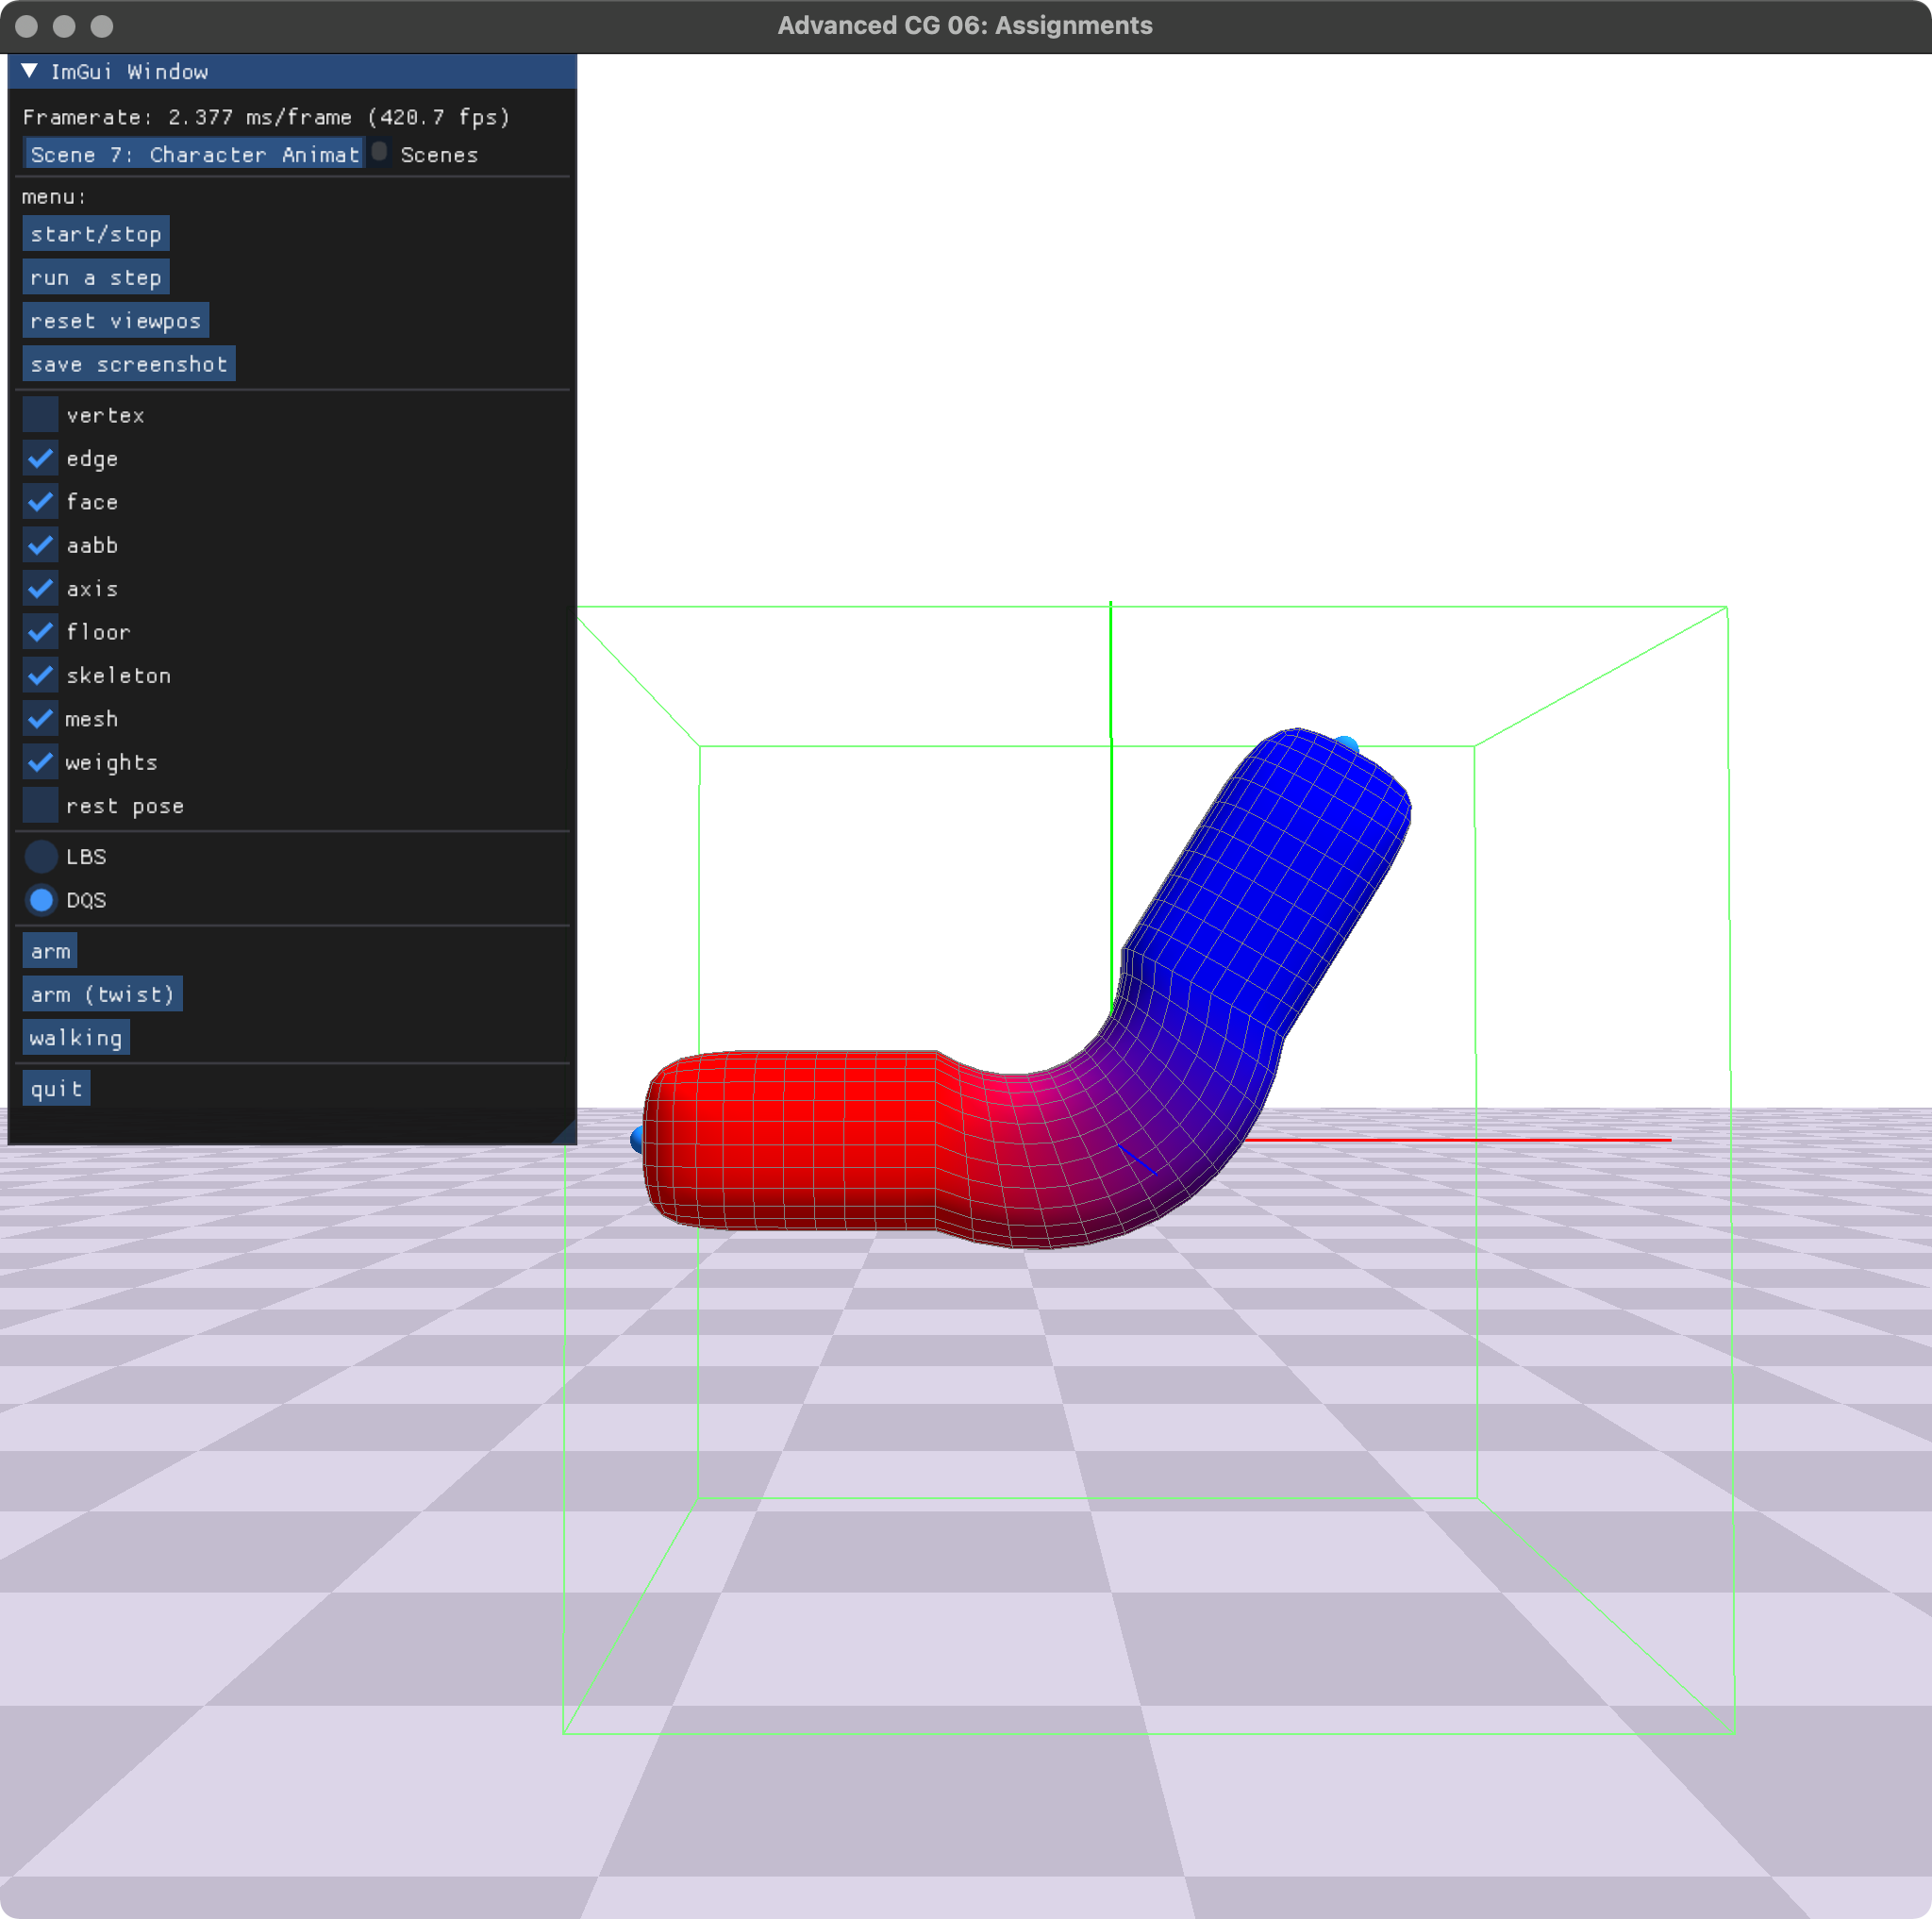 Advanced CG 06: Assignments
ImGui Window
Framerate: 2.377 ms/frame (420.7 fps)
Scene 7: Character Animat Scenes
menu:
start/stop
run a step
reset viewpos
save screenshot
vertex
edge
face
aabb
axis
floor
skeleton
mesh
weights
rest pose
LBS
DQS
arm
arm (twist)
walking
quit